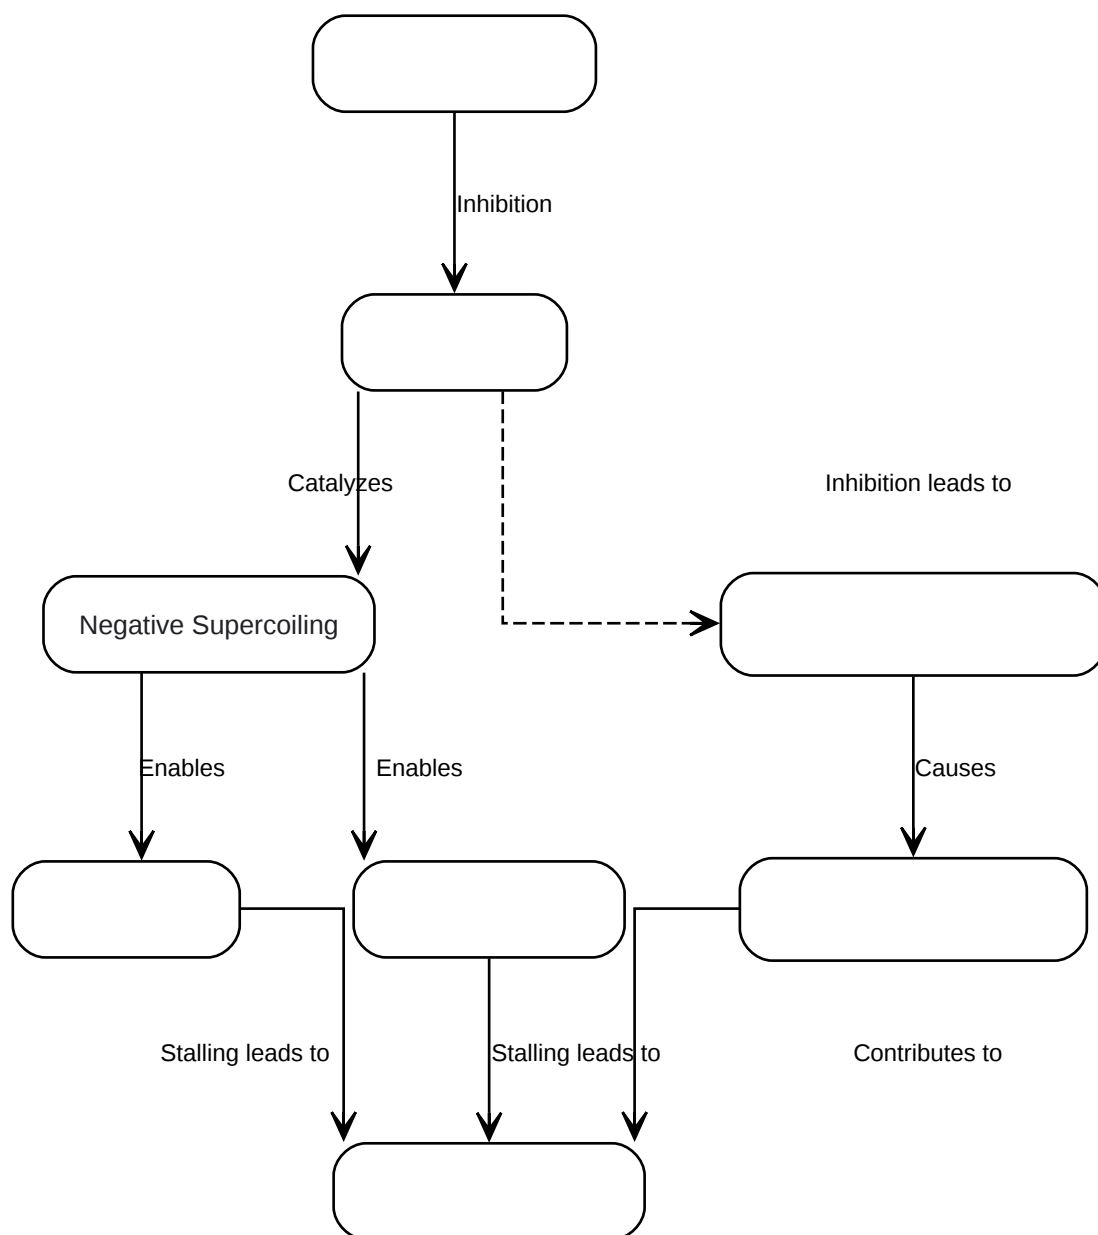 Inhibition
Catalyzes
Inhibition leads to
Negative Supercoiling
Enables
Enables
Causes
Stalling leads to
Stalling leads to
Contributes to